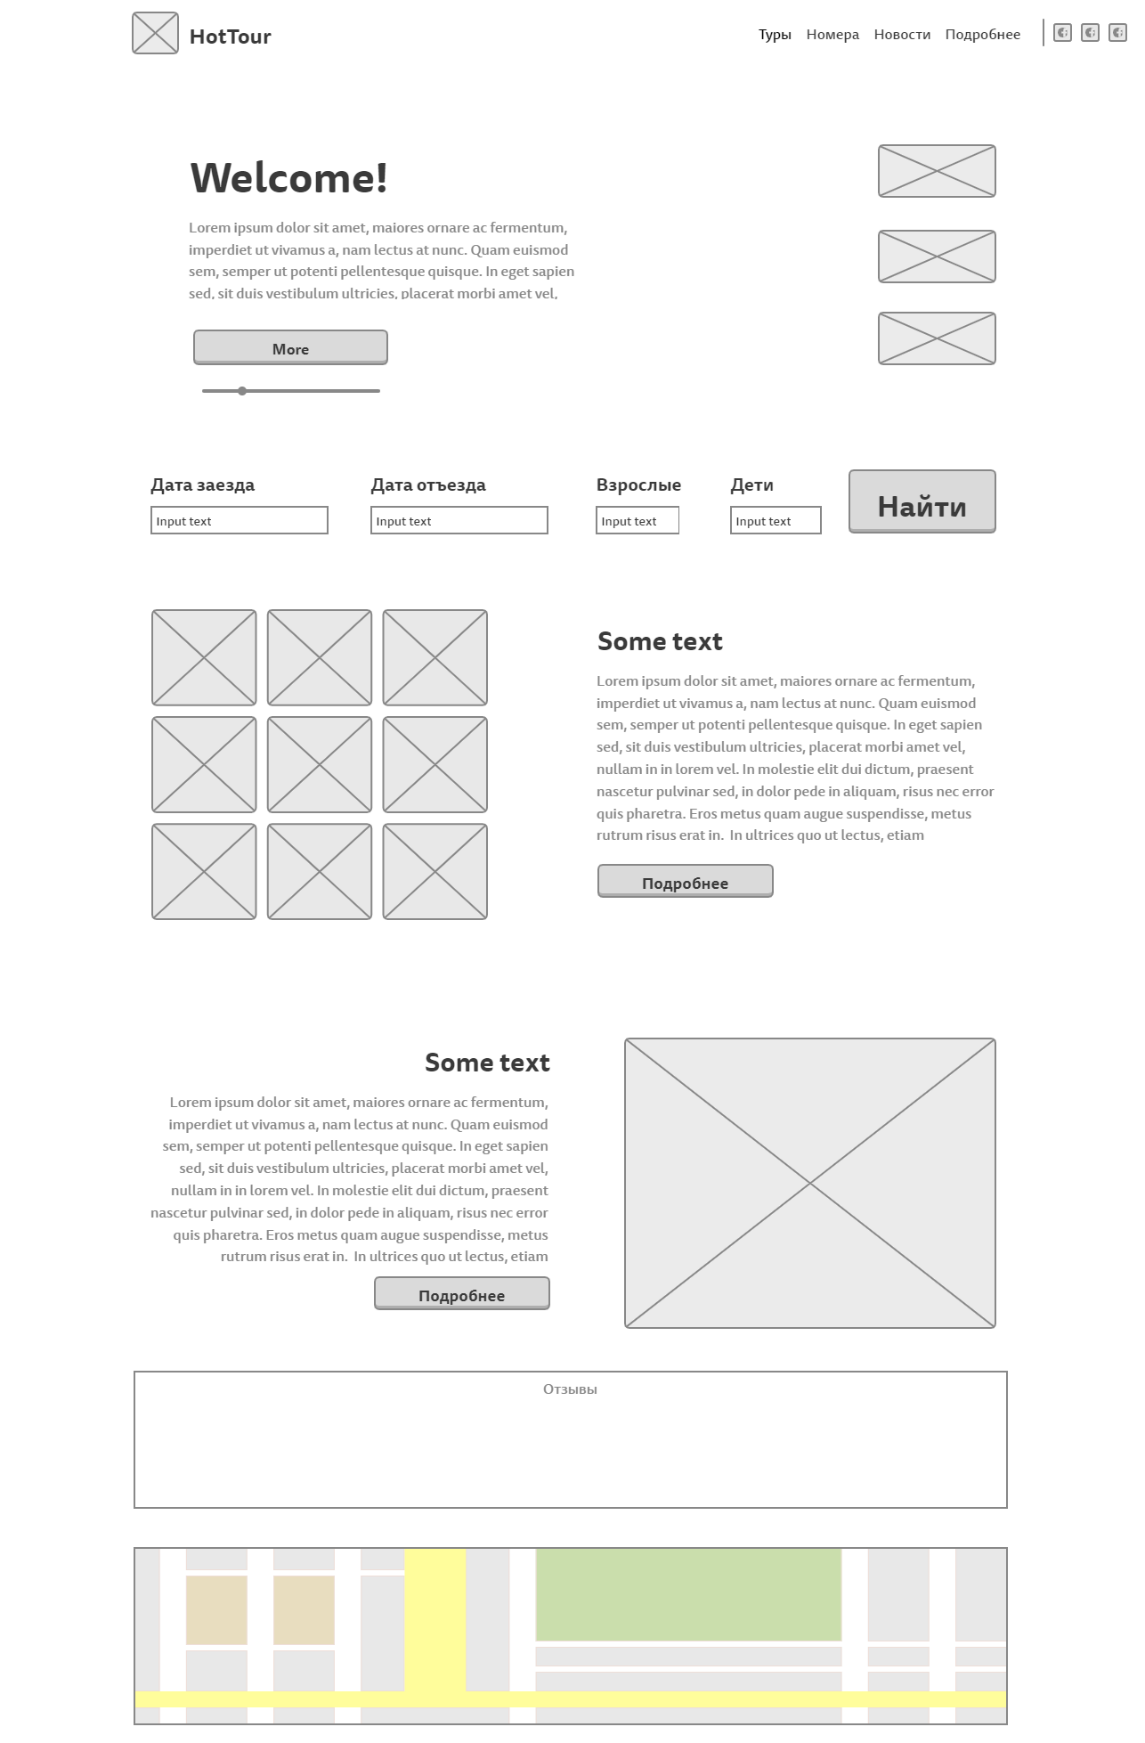 HotTour
Туры Номера Новости Подробнее
Welcome!
Lorem ipsum dolor sit amet, maiores ornare ac fermentum,
imperdiet ut vivamus a, nam lectus at nunc. Quam euismod
sem, semper ut potenti pellentesque quisque. In eget sapien
sed, sit duis vestibulum ultricies, placerat morbi amet vel,
More
Дата заезда Дата отъезда Взрослые Дети
Input text Input text Input text Input text
Найти
Some text
Lorem ipsum dolor sit amet, maiores ornare ac fermentum,
imperdiet ut vivamus a, nam lectus at nunc. Quam euismod
sem, semper ut potenti pellentesque quisque. In eget sapien
sed, sit duis vestibulum ultricies, placerat morbi amet vel,
nullam in in lorem vel. In molestie elit dui dictum, praesent
nascetur pulvinar sed, in dolor pede in aliquam, risus nec error
quis pharetra. Eros metus quam augue suspendisse, metus
rutrum risus erat in. In ultrices quo ut lectus, etiam
Подробнее
Some text
Lorem ipsum dolor sit amet, maiores ornare ac fermentum,
imperdiet ut vivamus a, nam lectus at nunc. Quam euismod
sem, semper ut potenti pellentesque quisque. In eget sapien
sed, sit duis vestibulum ultricies, placerat morbi amet vel,
nullam in in lorem vel. In molestie elit dui dictum, praesent
nascetur pulvinar sed, in dolor pede in aliquam, risus nec error
quis pharetra. Eros metus quam augue suspendisse, metus
rutrum risus erat in. In ultrices quo ut lectus, etiam
Подробнее
Отзывы